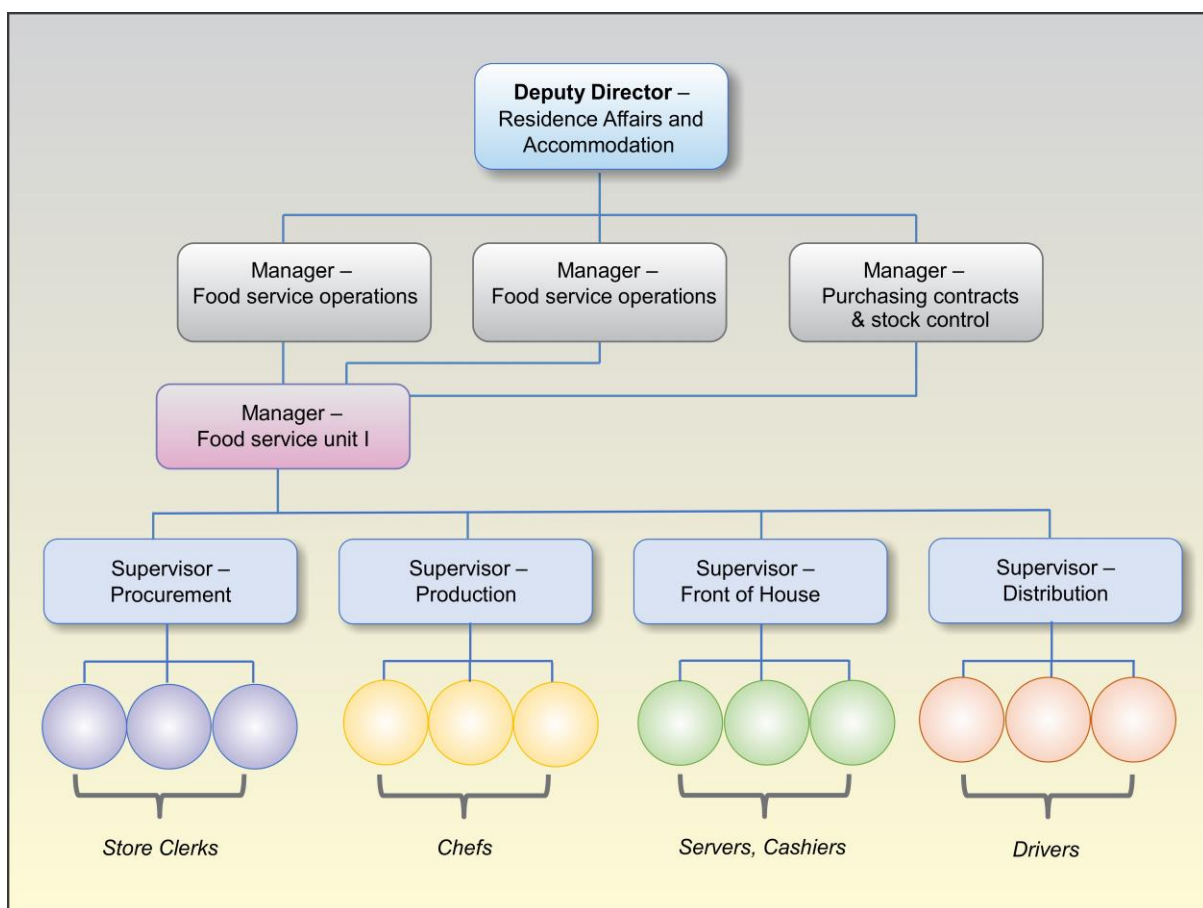 Deputy Director –
Residence Affairs and
Accommodation
Manager –
Food service operations
Manager –
Food service operations
Manager –
Purchasing contracts
& stock control
Manager –
Food service unit I
Supervisor –
Procurement
Supervisor –
Production
Supervisor –
Front of House
Supervisor –
Distribution
Store Clerks
Chefs
Servers, Cashiers
Drivers